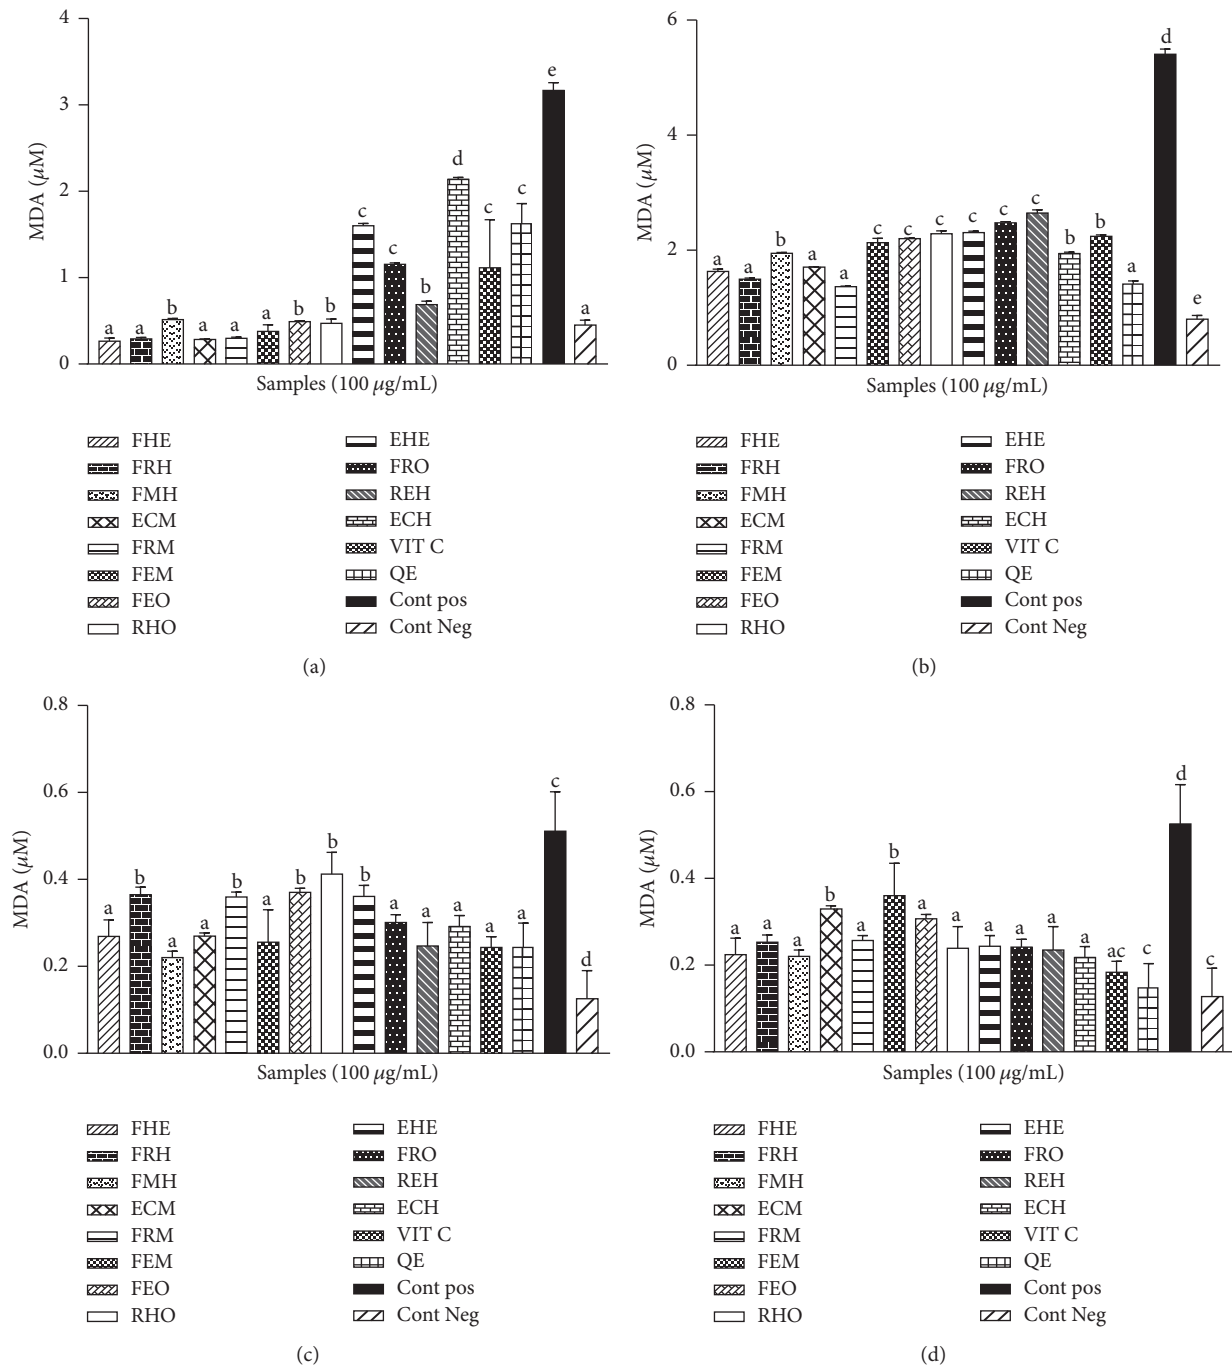 4
3
2
1
0
MDA (μM)
a a b a a a b b c c b d c c e a
Samples (100 μg/mL)
FHE
FRH
FMH
ECM
FRM
FEM
FEO
RHO
EHE
FRO
REH
ECH
VIT C
QE
Cont pos
Cont Neg
(a)
6
4
2
0
MDA (μM)
a a b a a c c c c c c b b a d e
Samples (100 μg/mL)
FHE
FRH
FMH
ECM
FRM
FEM
FEO
RHO
EHE
FRO
REH
ECH
VIT C
QE
Cont pos
Cont Neg
(b)
0.8
0.6
0.4
0.2
0.0
MDA (μM)
a b a a b a b b b a a a a a c d
Samples (100 μg/mL)
FHE
FRH
FMH
ECM
FRM
FEM
FEO
RHO
EHE
FRO
REH
ECH
VIT C
QE
Cont pos
Cont Neg
(c)
0.8
0.6
0.4
0.2
0.0
MDA (μM)
a a a b a b a a a a a a ac c d c
Samples (100 μg/mL)
FHE
FRH
FMH
ECM
FRM
FEM
FEO
RHO
EHE
FRO
REH
ECH
VIT C
QE
Cont pos
Cont Neg
(d)